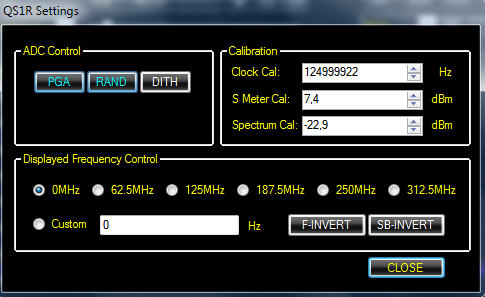 QS1R Settings
ADC Control
PGA RAND DITH
Calibration
Clock Cal: 124999922 Hz
S Meter Cal: 7,4 dBm
Spectrum Cal: -22,9 dBm
Displayed Frequency Control
0MHz 62.5MHz 125MHz 187.5MHz 250MHz 312.5MHz
Custom 0 Hz F-INVERT SB-INVERT
CLOSE